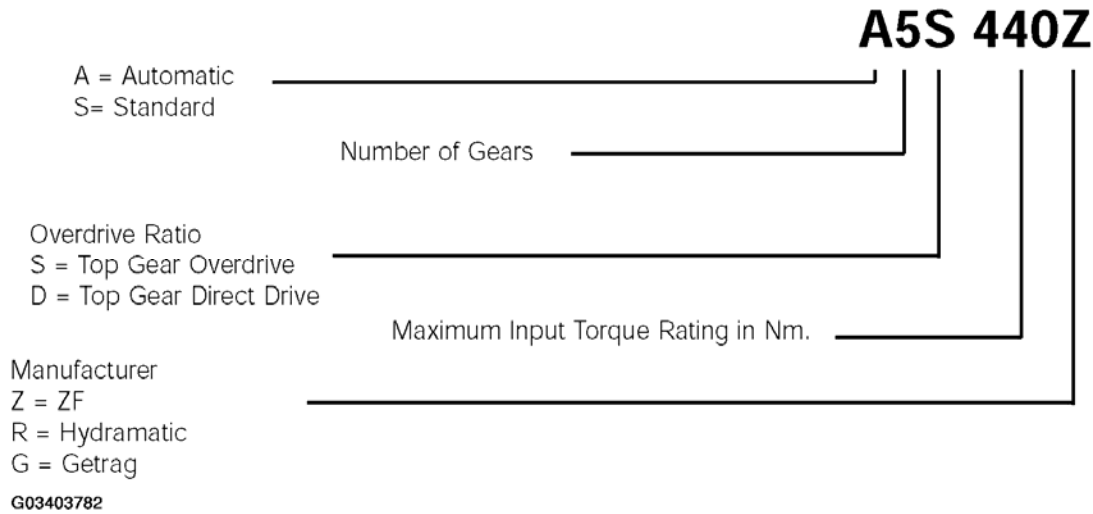 A5S 440Z
A = Automatic
S= Standard
Number of Gears
Overdrive Ratio
S = Top Gear Overdrive
D = Top Gear Direct Drive
Maximum Input Torque Rating in Nm.
Manufacturer
Z = ZF
R = Hydramatic
G = Getrag
G03403782